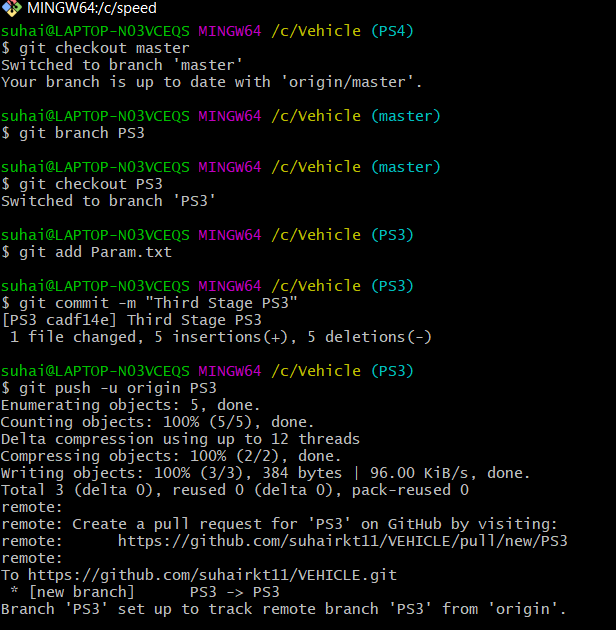 MINGW64:/c/speed
suhai@LAPTOP-NO3VCEQS MINGW64 /c/Vehicle (PS4)
$ git checkout master
Switched to branch 'master'
Your branch is up to date with 'origin/master'.
suhai@LAPTOP-NO3VCEQS MINGW64 /c/Vehicle (master)
$ git branch PS3
suhai@LAPTOP-NO3VCEQS MINGW64 /c/Vehicle (master)
$ git checkout PS3
Switched to branch 'PS3'
suhai@LAPTOP-NO3VCEQS MINGW64 /c/Vehicle (PS3)
$ git add Param.txt
suhai@LAPTOP-NO3VCEQS MINGW64 /c/Vehicle (PS3)
$ git commit -m "Third Stage PS3"
[PS3 cadf14e] Third Stage PS3
 1 file changed, 5 insertions(+), 5 deletions(-)
suhai@LAPTOP-NO3VCEQS MINGW64 /c/Vehicle (PS3)
$ git push -u origin PS3
Enumerating objects: 5, done.
Counting objects: 100% (5/5), done.
Delta compression using up to 12 threads
Compressing objects: 100% (2/2), done.
Writing objects: 100% (3/3), 384 bytes | 96.00 KiB/s, done.
Total 3 (delta 0), reused 0 (delta 0), pack-reused 0
remote:
remote: Create a pull request for 'PS3' on GitHub by visiting:
remote:      https://github.com/suhairkt11/VEHICLE/pull/new/PS3
remote:
To https://github.com/suhairkt11/VEHICLE.git
 * [new branch]      PS3 -> PS3
Branch 'PS3' set up to track remote branch 'PS3' from 'origin'.